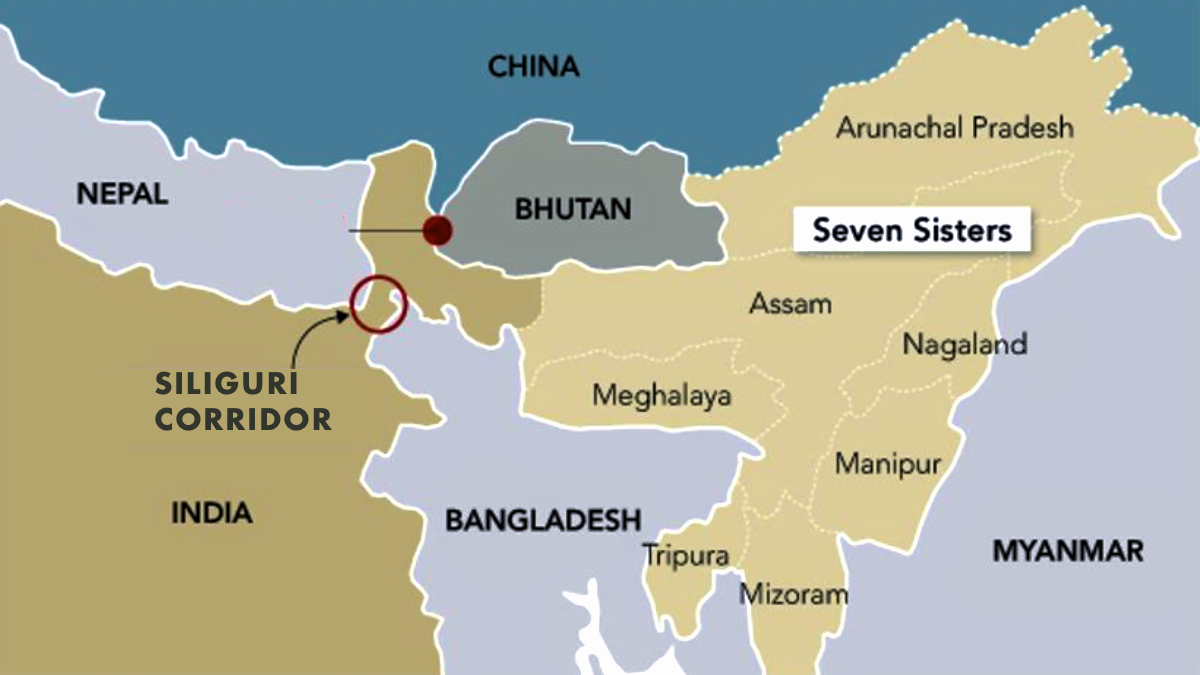 CHINA
Arunachal Pradesh
NEPAL
BHUTAN
Seven Sisters
Assam
Nagaland
SILIGURI
CORRIDOR
Meghalaya
Manipur
INDIA
BANGLADESH
MYANMAR
Tripura
Mizoram